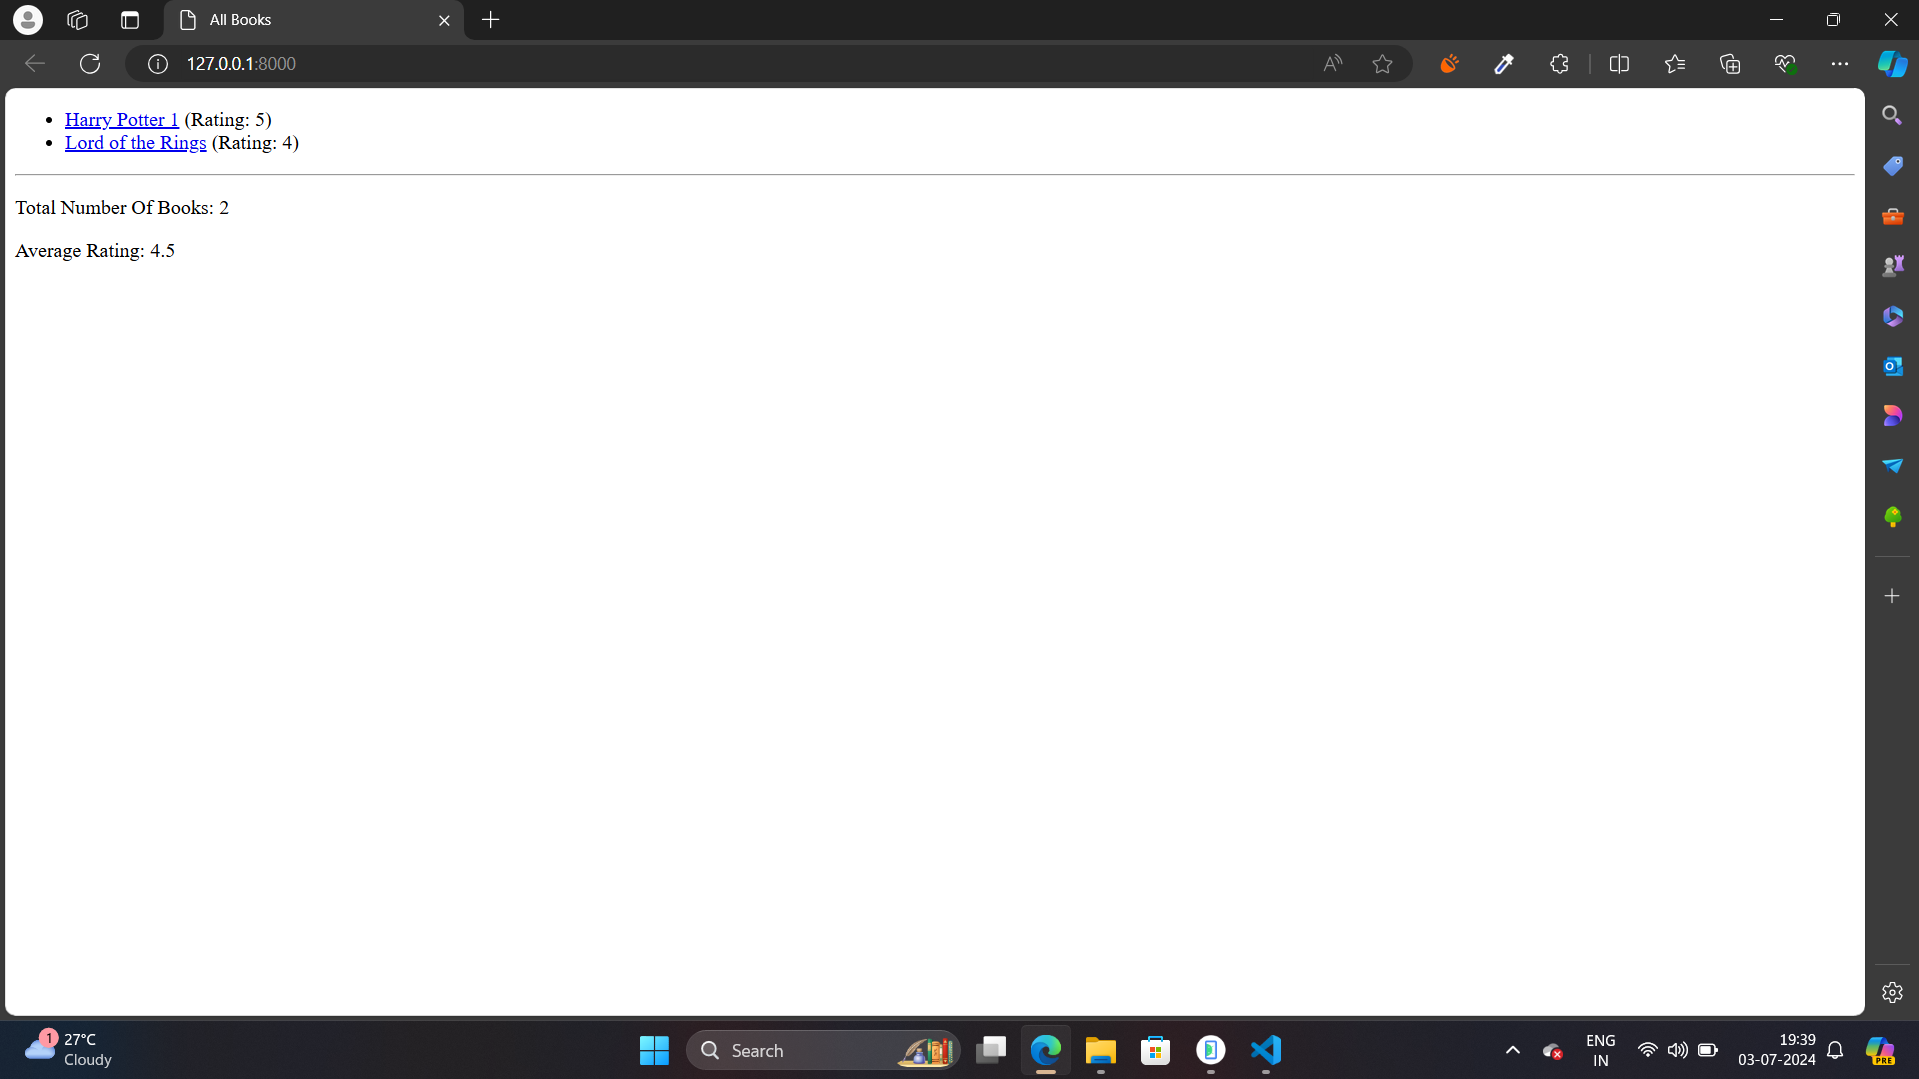 All Books
127.0.0.1:8000
Harry Potter 1 (Rating: 5)
Lord of the Rings (Rating: 4)
Total Number Of Books: 2
Average Rating: 4.5
1
27°C
Cloudy
Search
ENG
IN
19:39
03-07-2024
PRE